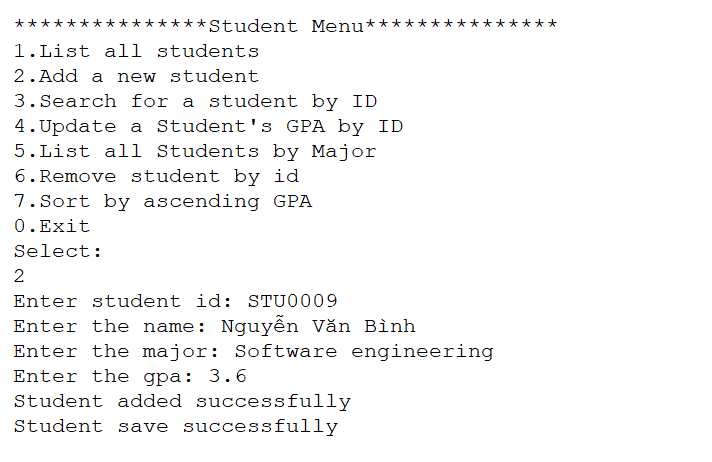 ***************Student Menu***************
1.List all students
2.Add a new student
3.Search for a student by ID
4.Update a Student's GPA by ID
5.List all Students by Major
6.Remove student by id
7.Sort by ascending GPA
0.Exit
Select:
2
Enter student id: STU0009
Enter the name: Nguyễn Văn Bình
Enter the major: Software engineering
Enter the gpa: 3.6
Student added successfully
Student save successfully